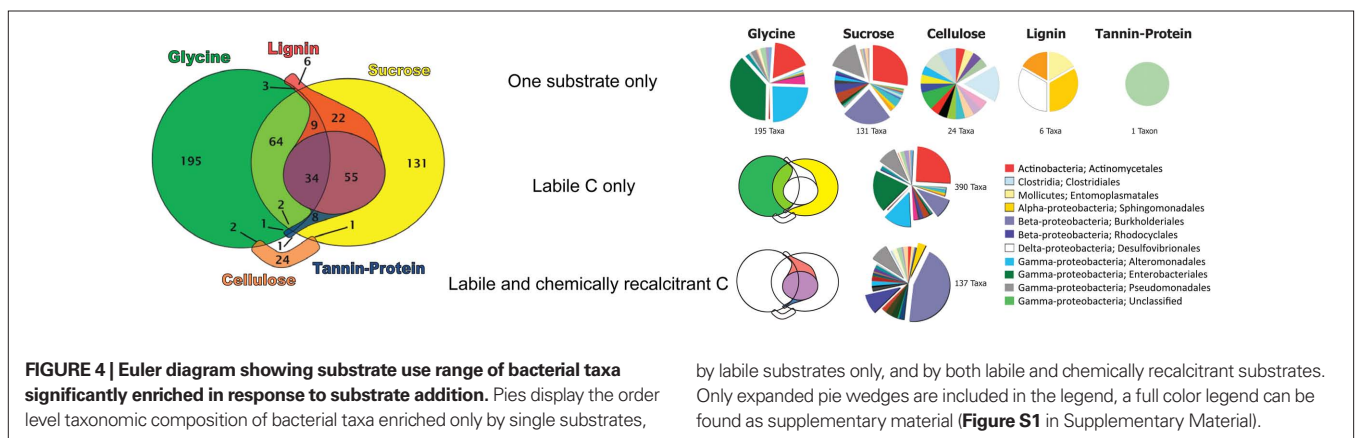 Glycine
Lignin
Sucrose
6
3
9
22
64
195
131
34
55
2
8
2
1
1
1
24
Cellulose
Tannin-Protein
One substrate only
Labile C only
Labile and chemically recalcitrant C
Glycine Sucrose Cellulose Lignin Tannin-Protein
195 Taxa 131 Taxa 24 Taxa 6 Taxa 1 Taxon
390 Taxa
137 Taxa
Actinobacteria; Actinomycetales
Clostridia; Clostridiales
Mollicutes; Entomoplasmatales
Alpha-proteobacteria; Sphingomonadales
Beta-proteobacteria; Burkholderiales
Beta-proteobacteria; Rhodocyclales
Delta-proteobacteria; Desulfovibrionales
Gamma-proteobacteria; Alteromonadales
Gamma-proteobacteria; Enterobacteriales
Gamma-proteobacteria; Pseudomonadales
Gamma-proteobacteria; Unclassified
FIGURE 4 | Euler diagram showing substrate use range of bacterial taxa
significantly enriched in response to substrate addition. Pies display the order
level taxonomic composition of bacterial taxa enriched only by single substrates,
by labile substrates only, and by both labile and chemically recalcitrant substrates.
Only expanded pie wedges are included in the legend, a full color legend can be
found as supplementary material (Figure S1 in Supplementary Material).